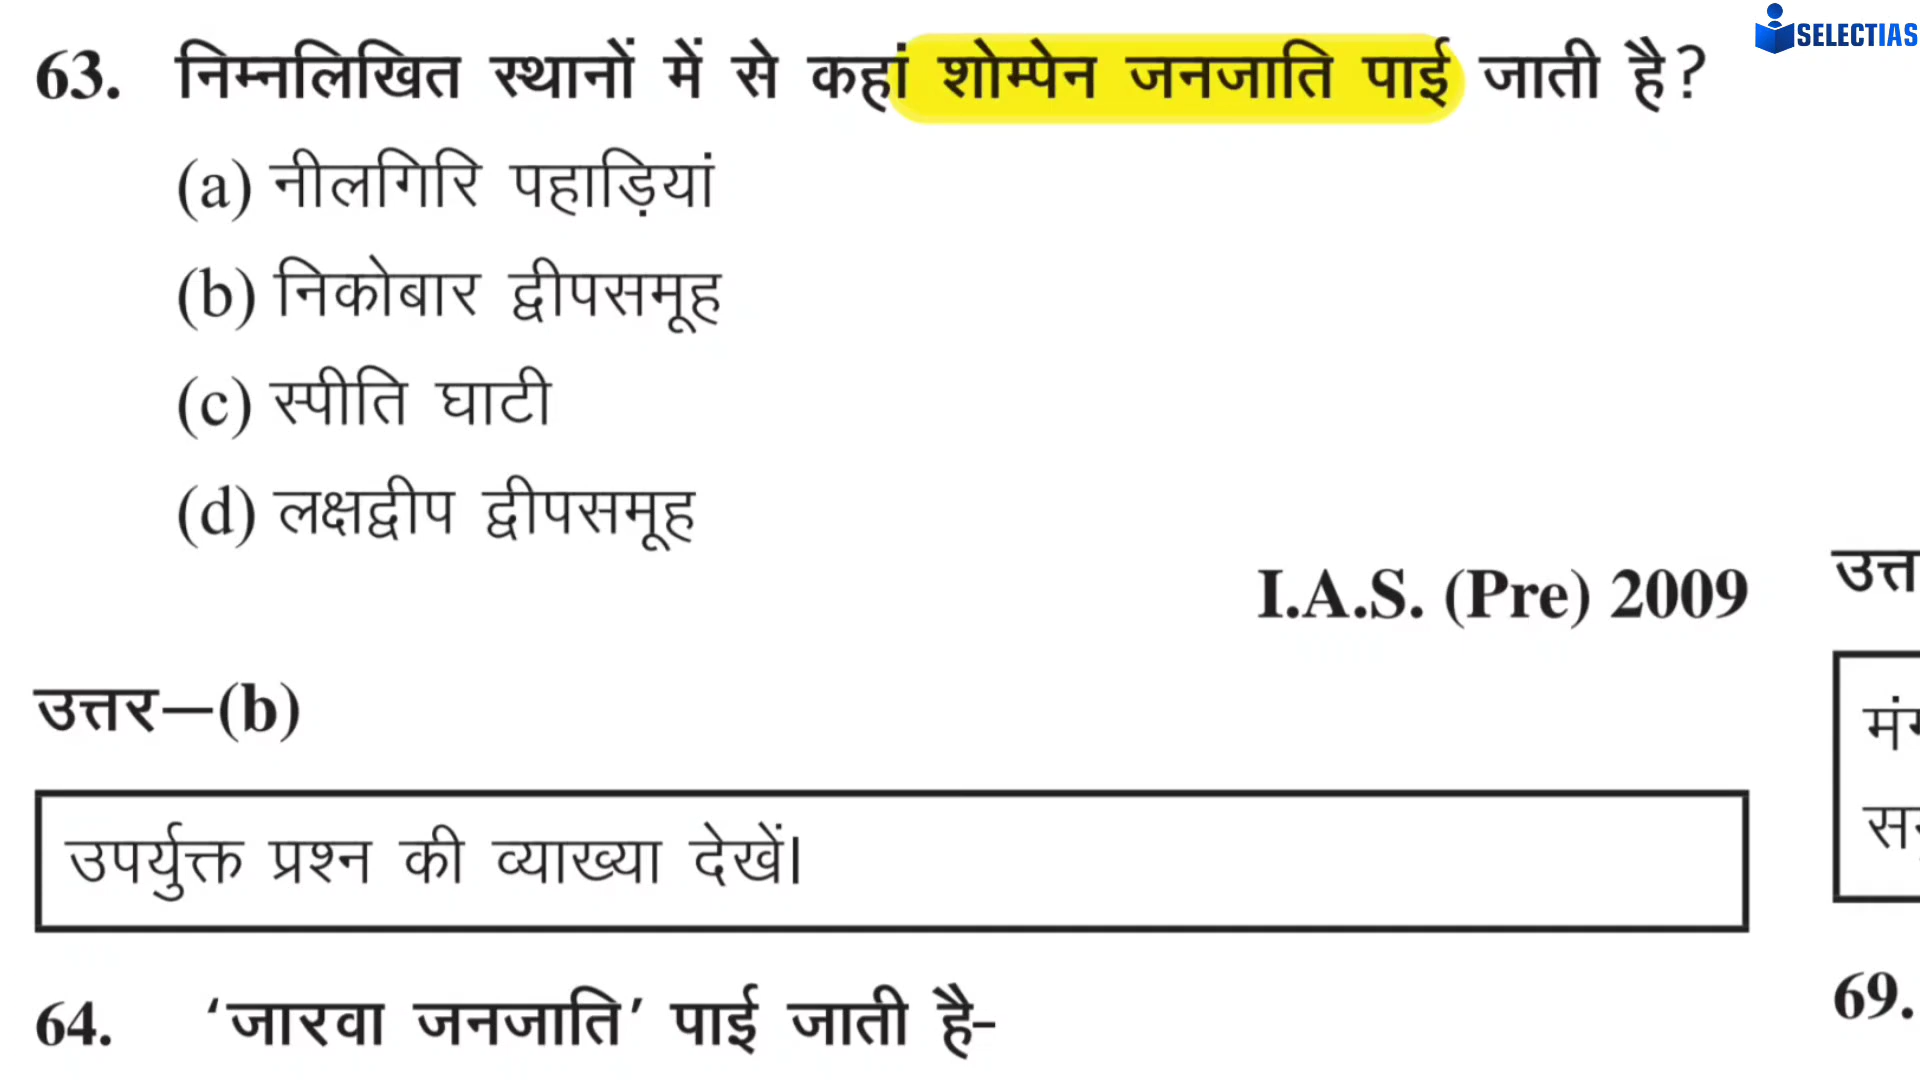 SELECTIAS
63. निम्नलिखित स्थानों में से कहां शोम्पेन जनजाति पाई जाती है?
(a) नीलगिरि पहाड़ियां
(b) निकोबार द्वीपसमूह
(c) स्पीति घाटी
(d) लक्षद्वीप द्वीपसमूह
I.A.S. (Pre) 2009
उत्तर—(b)
उपर्युक्त प्रश्न की व्याख्या देखें।
64. ‘जारवा जनजाति’ पाई जाती है-
69.